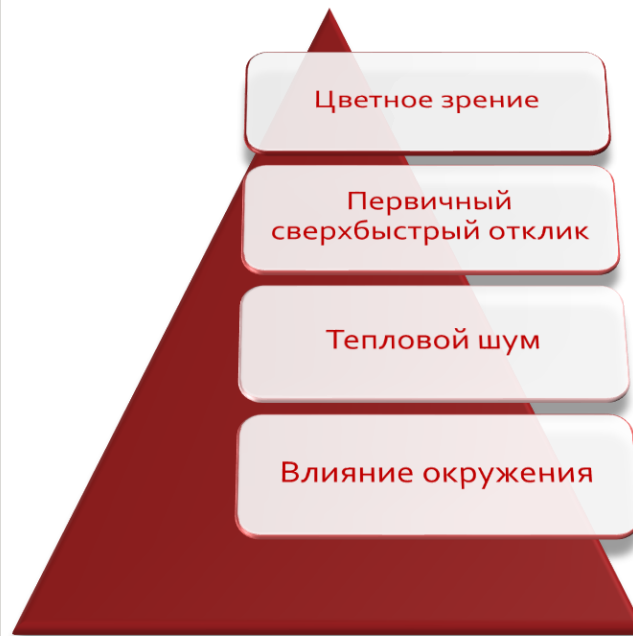 Цветное зрение
Первичный
сверхбыстрый отклик
Тепловой шум
Влияние окружения